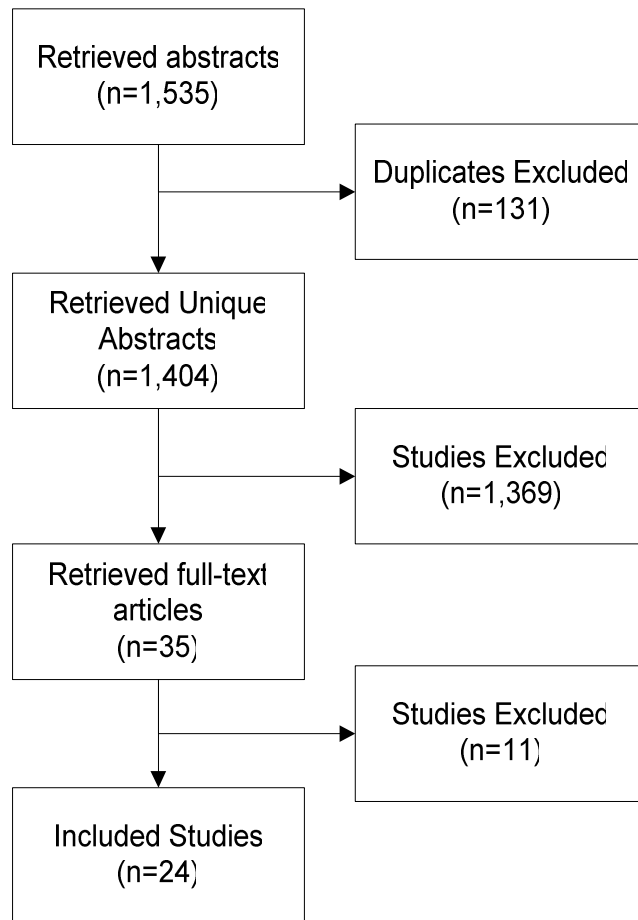 Retrieved abstracts
(n=1,535)
Duplicates Excluded
(n=131)
Retrieved Unique
Abstracts
(n=1,404)
Studies Excluded
(n=1,369)
Retrieved full-text
articles
(n=35)
Studies Excluded
(n=11)
Included Studies
(n=24)